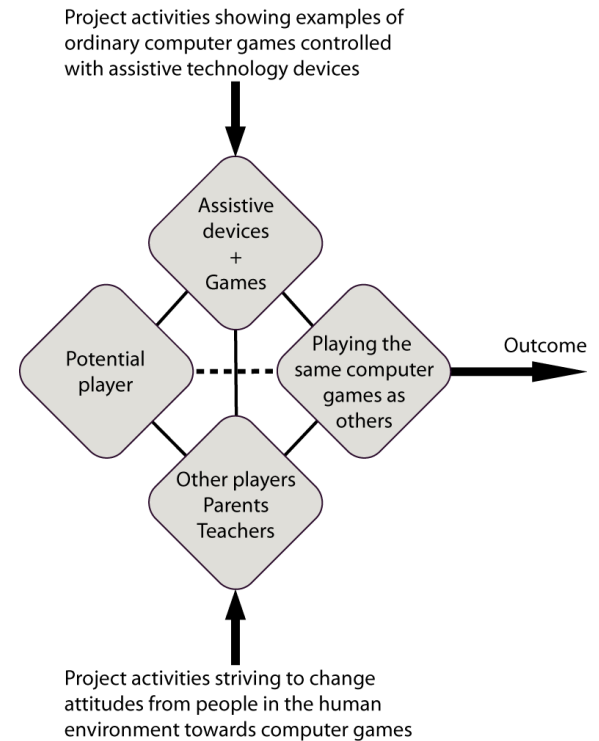 Project activities showing examples of
ordinary computer games controlled
with assistive technology devices
Assistive
devices
+
Games
Potential
player
Playing the
same computer
games as
others
Outcome
Other players
Parents
Teachers
Project activities striving to change
attitudes from people in the human
environment towards computer games